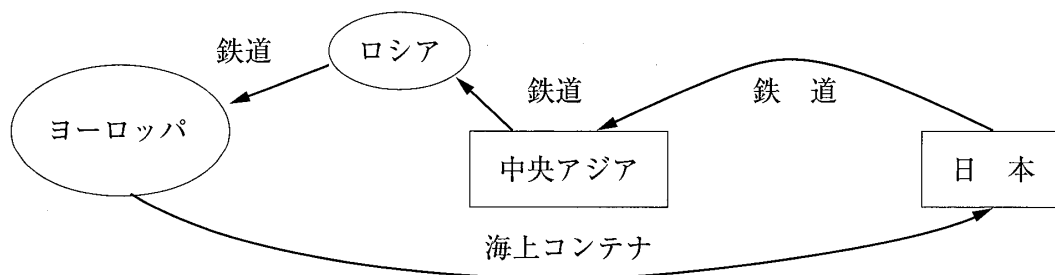 鉄道
ロシア
鉄道
鉄　道
ヨーロッパ
中央アジア
日　本
海上コンテナ